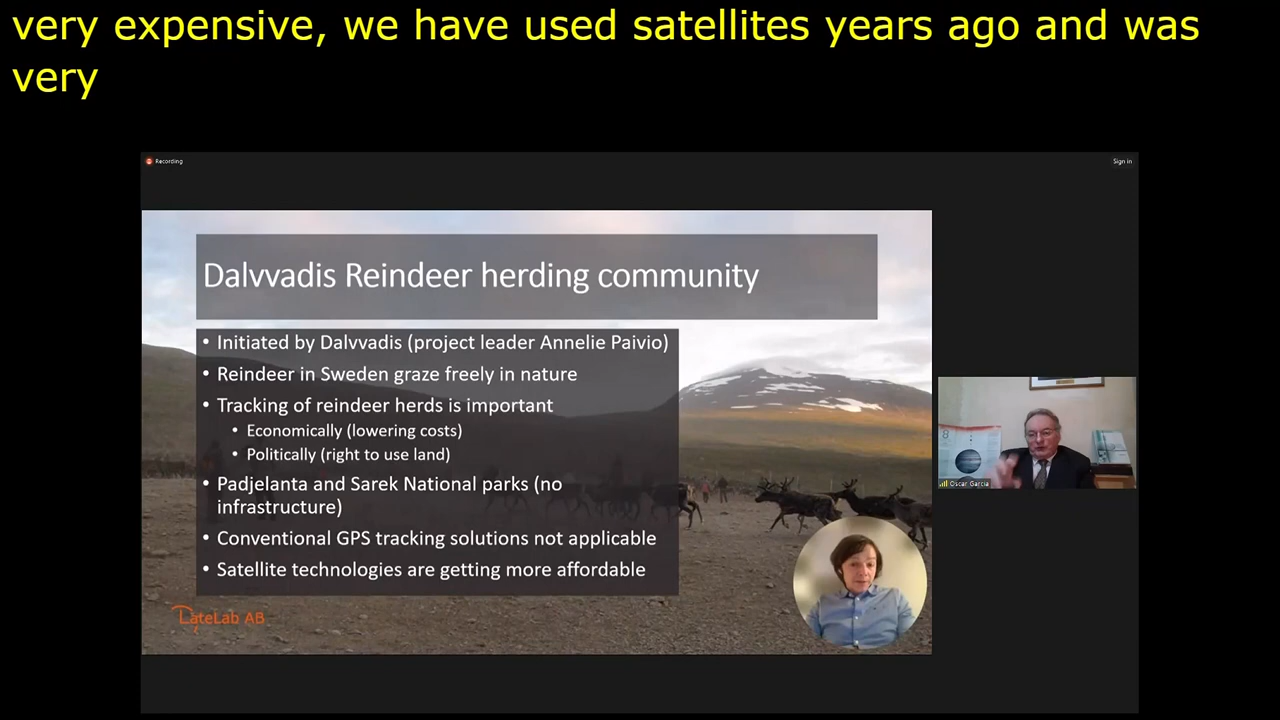 very expensive, we have used satellites years ago and was
very
Recording
Sign in
Dalvvadis Reindeer herding community
• Initiated by Dalvvadis (project leader Annelie Paivio)
• Reindeer in Sweden graze freely in nature
• Tracking of reindeer herds is important
• Economically (lowering costs)
• Politically (right to use land)
• Padjelanta and Sarek National parks (no
infrastructure)
• Conventional GPS tracking solutions not applicable
• Satellite technologies are getting more affordable
DateLab AB
8
Oscar Garcia